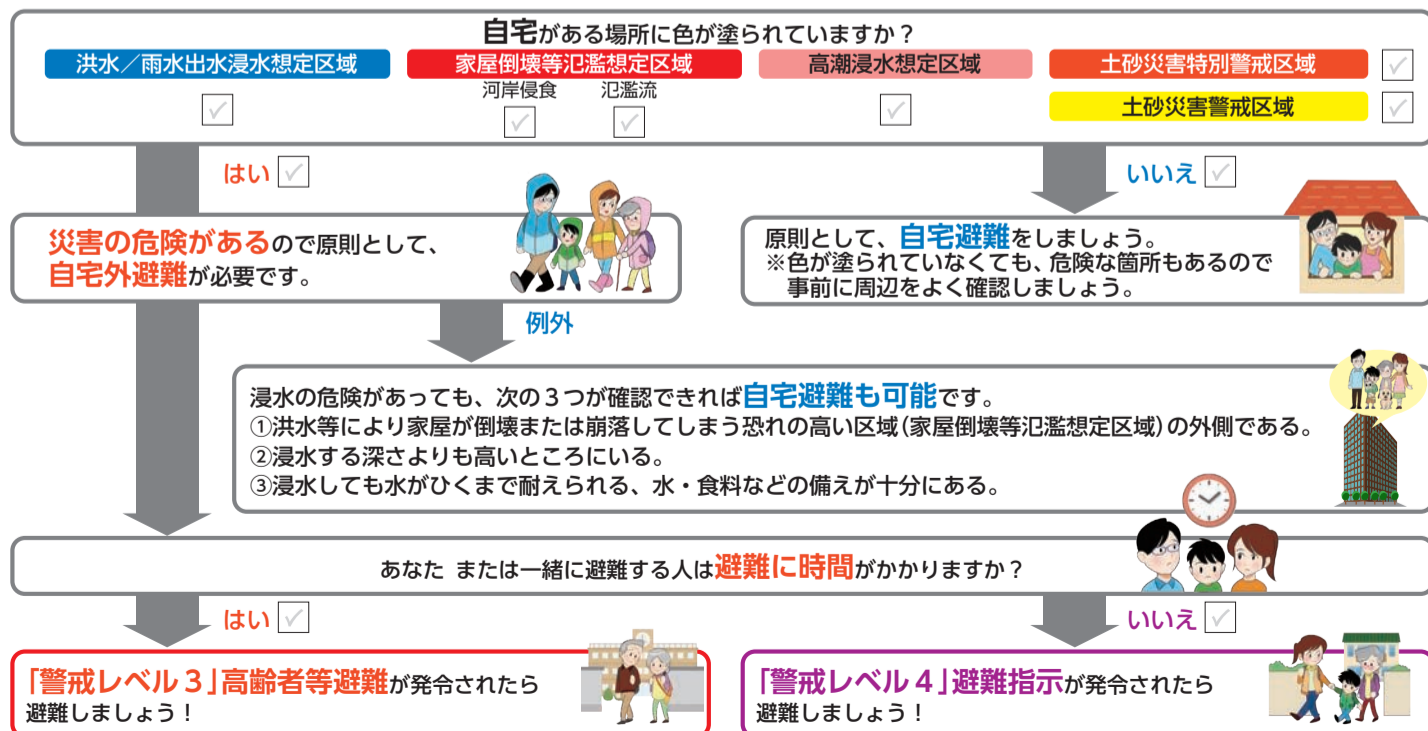 自宅がある場所に色が塗られていますか？
洪水／雨水出水浸水想定区域
家屋倒壊等氾濫想定区域
河岸侵食
氾濫流
高潮浸水想定区域
土砂災害特別警戒区域
土砂災害警戒区域
はい
いいえ
災害の危険があるので原則として、
自宅外避難が必要です。
原則として、自宅避難をしましょう。
※色が塗られていなくても、危険な箇所もあるので
事前に周辺をよく確認しましょう。
例外
浸水の危険があっても、次の３つが確認できれば自宅避難も可能です。
①洪水等により家屋が倒壊または崩落してしまう恐れの高い区域(家屋倒壊等氾濫想定区域)の外側である。
②浸水する深さよりも高いところにいる。
③浸水しても水がひくまで耐えられる、水・食料などの備えが十分にある。
あなた または一緒に避難する人は避難に時間がかかりますか？
はい
いいえ
「警戒レベル３」高齢者等避難が発令されたら
避難しましょう！
「警戒レベル４」避難指示が発令されたら
避難しましょう！